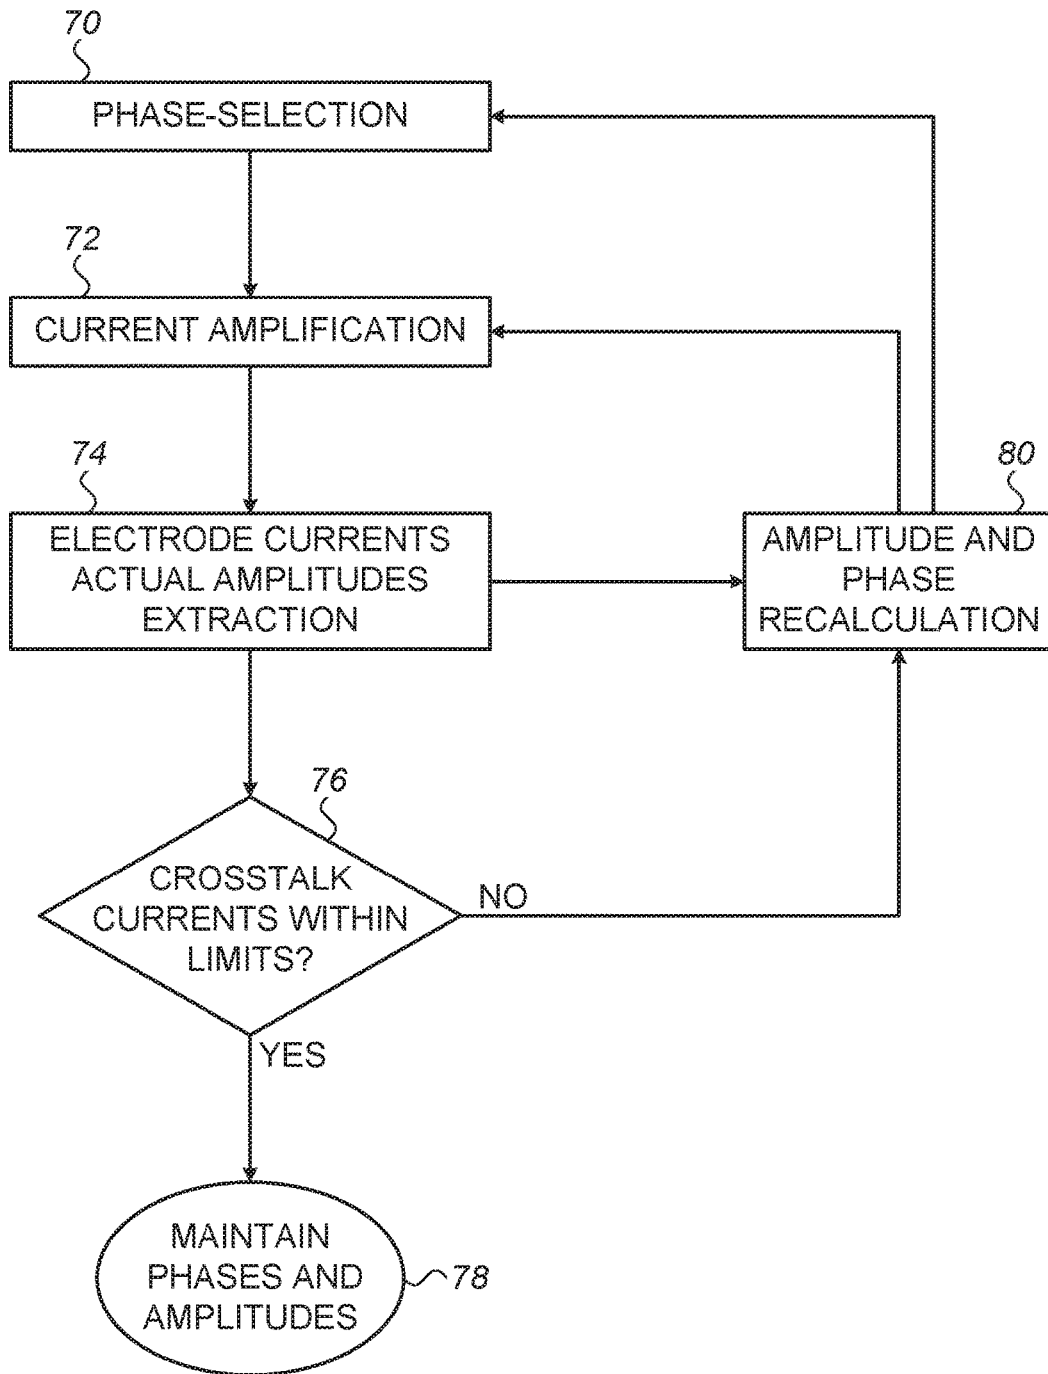 70
PHASE-SELECTION
72
CURRENT AMPLIFICATION
74
ELECTRODE CURRENTS
ACTUAL AMPLITUDES
EXTRACTION
80
AMPLITUDE AND
PHASE
RECALCULATION
76
CROSSTALK
CURRENTS WITHIN
LIMITS?
NO
YES
MAINTAIN
PHASES AND
AMPLITUDES
78